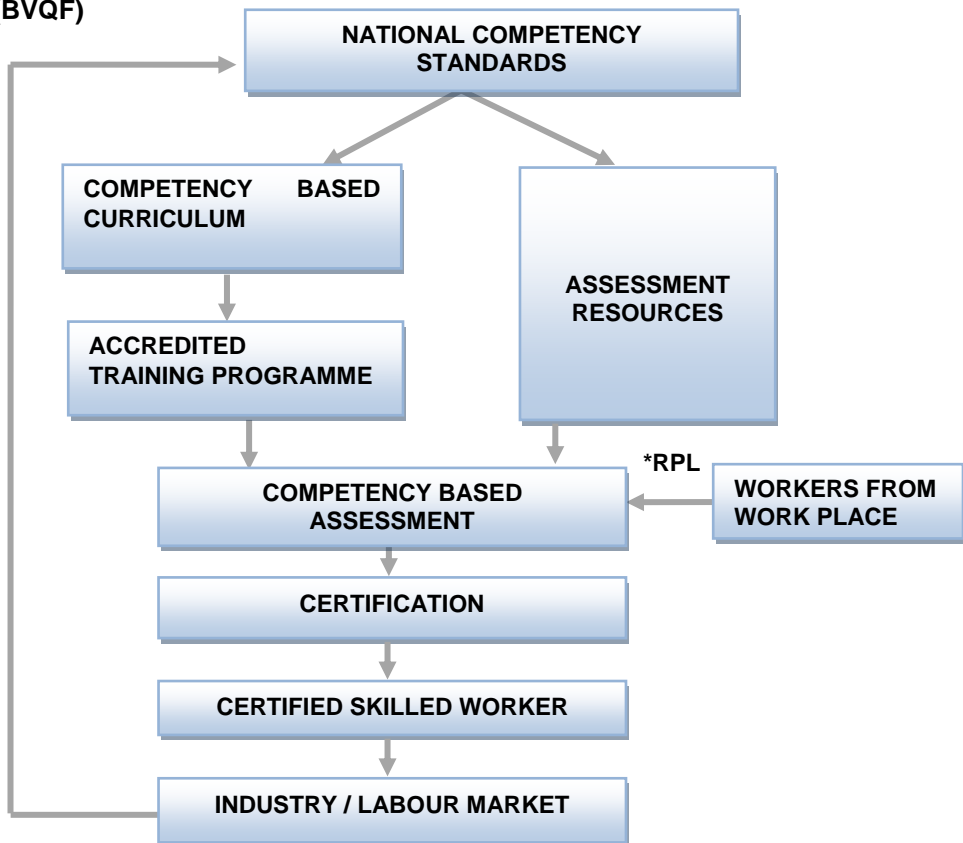 BVQF)
NATIONAL COMPETENCY
STANDARDS
COMPETENCY BASED
CURRICULUM
ASSESSMENT
RESOURCES
ACCREDITED
TRAINING PROGRAMME
*RPL
COMPETENCY BASED
ASSESSMENT
WORKERS FROM
WORK PLACE
CERTIFICATION
CERTIFIED SKILLED WORKER
INDUSTRY / LABOUR MARKET